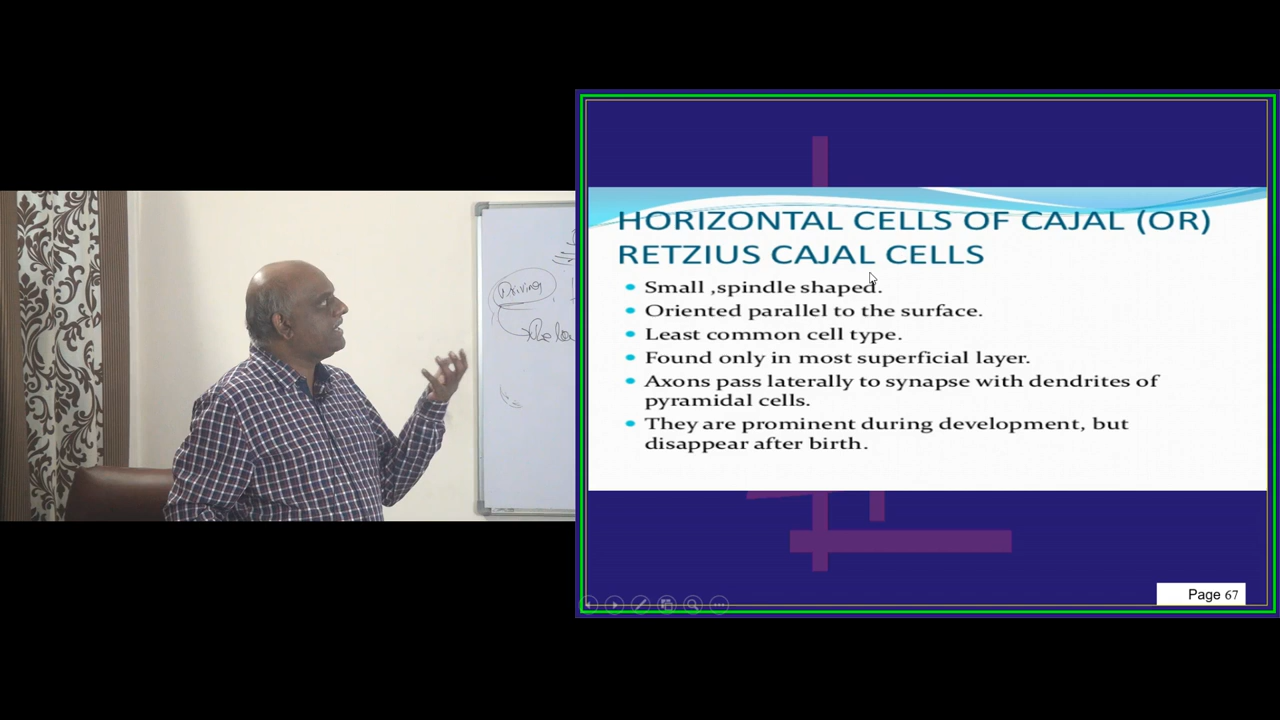 HORIZONTAL CELLS OF CAJAL (OR)
RETZIUS CAJAL CELLS
Small ,spindle shaped.
Oriented parallel to the surface.
Least common cell type.
Found only in most superficial layer.
Axons pass laterally to synapse with dendrites of
pyramidal cells.
They are prominent during development, but
disappear after birth.
Driving
Page 67